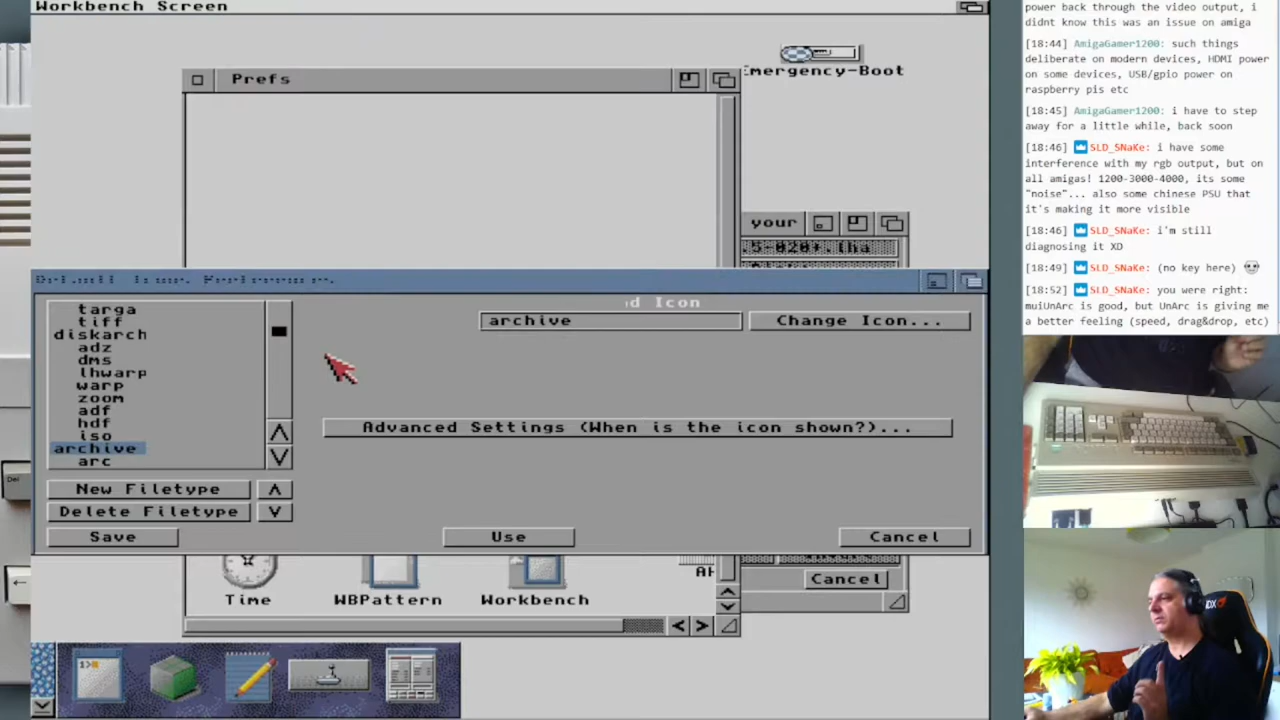 Workbench Screen
Emergency-Boot
Prefs
your
.5-020+.lha
d Icon
targa
tiff
diskarch
adz
dms
lhwarp
warp
zoom
adf
hdf
iso
archive
arc
archive
Change Icon...
Advanced Settings (When is the icon shown?)...
New Filetype
Delete Filetype
Save
Use
Cancel
Cancel
Time
WBPattern
Workbench
AH
1>
Del
power back through the video output, i
didnt know this was an issue on amiga
[18:44] AmigaGamer1200: such things
deliberate on modern devices, HDMI power
on some devices, USB/gpio power on
raspberry pis etc
[18:45] AmigaGamer1200: i have to step
away for a little while, back soon
[18:46] SLD_SNaKe: i have some
interference with my rgb output, but on
all amigas! 1200-3000-4000, its some
"noise"... also some chinese PSU that
it's making it more visible
[18:46] SLD_SNaKe: i'm still
diagnosing it XD
[18:49] SLD_SNaKe: (no key here)
[18:52] SLD_SNaKe: you were right:
muiUnArc is good, but UnArc is giving me
a better feeling (speed, drag&drop, etc)